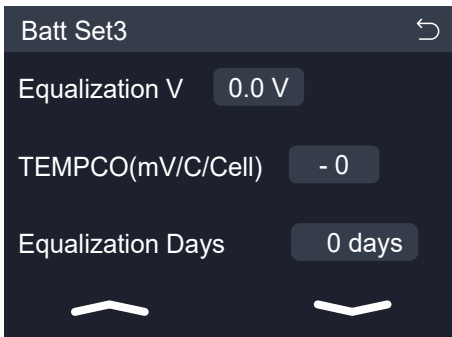 Batt Set3
Equalization V 0.0 V
TEMPCO(mV/C/Cell) - 0
Equalization Days 0 days